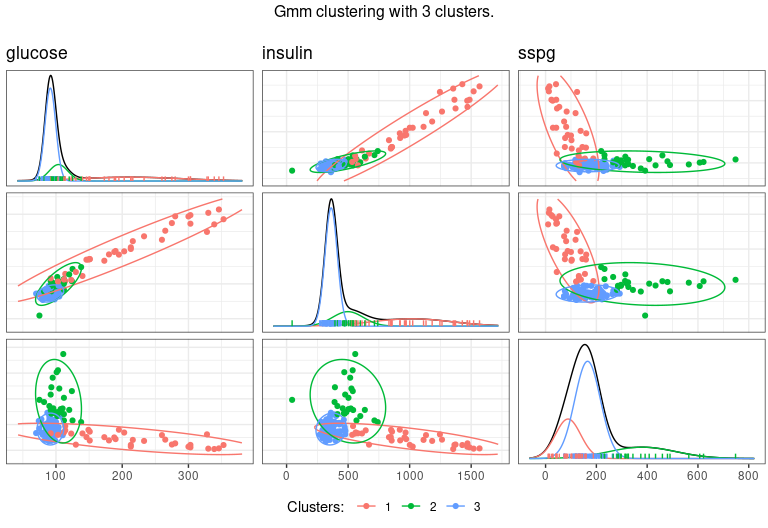 Gmm clustering with 3 clusters.
glucose insulin sspg
100 200 300 0 500 1000 1500 0 200 400 600 800
Clusters: 1 2 3